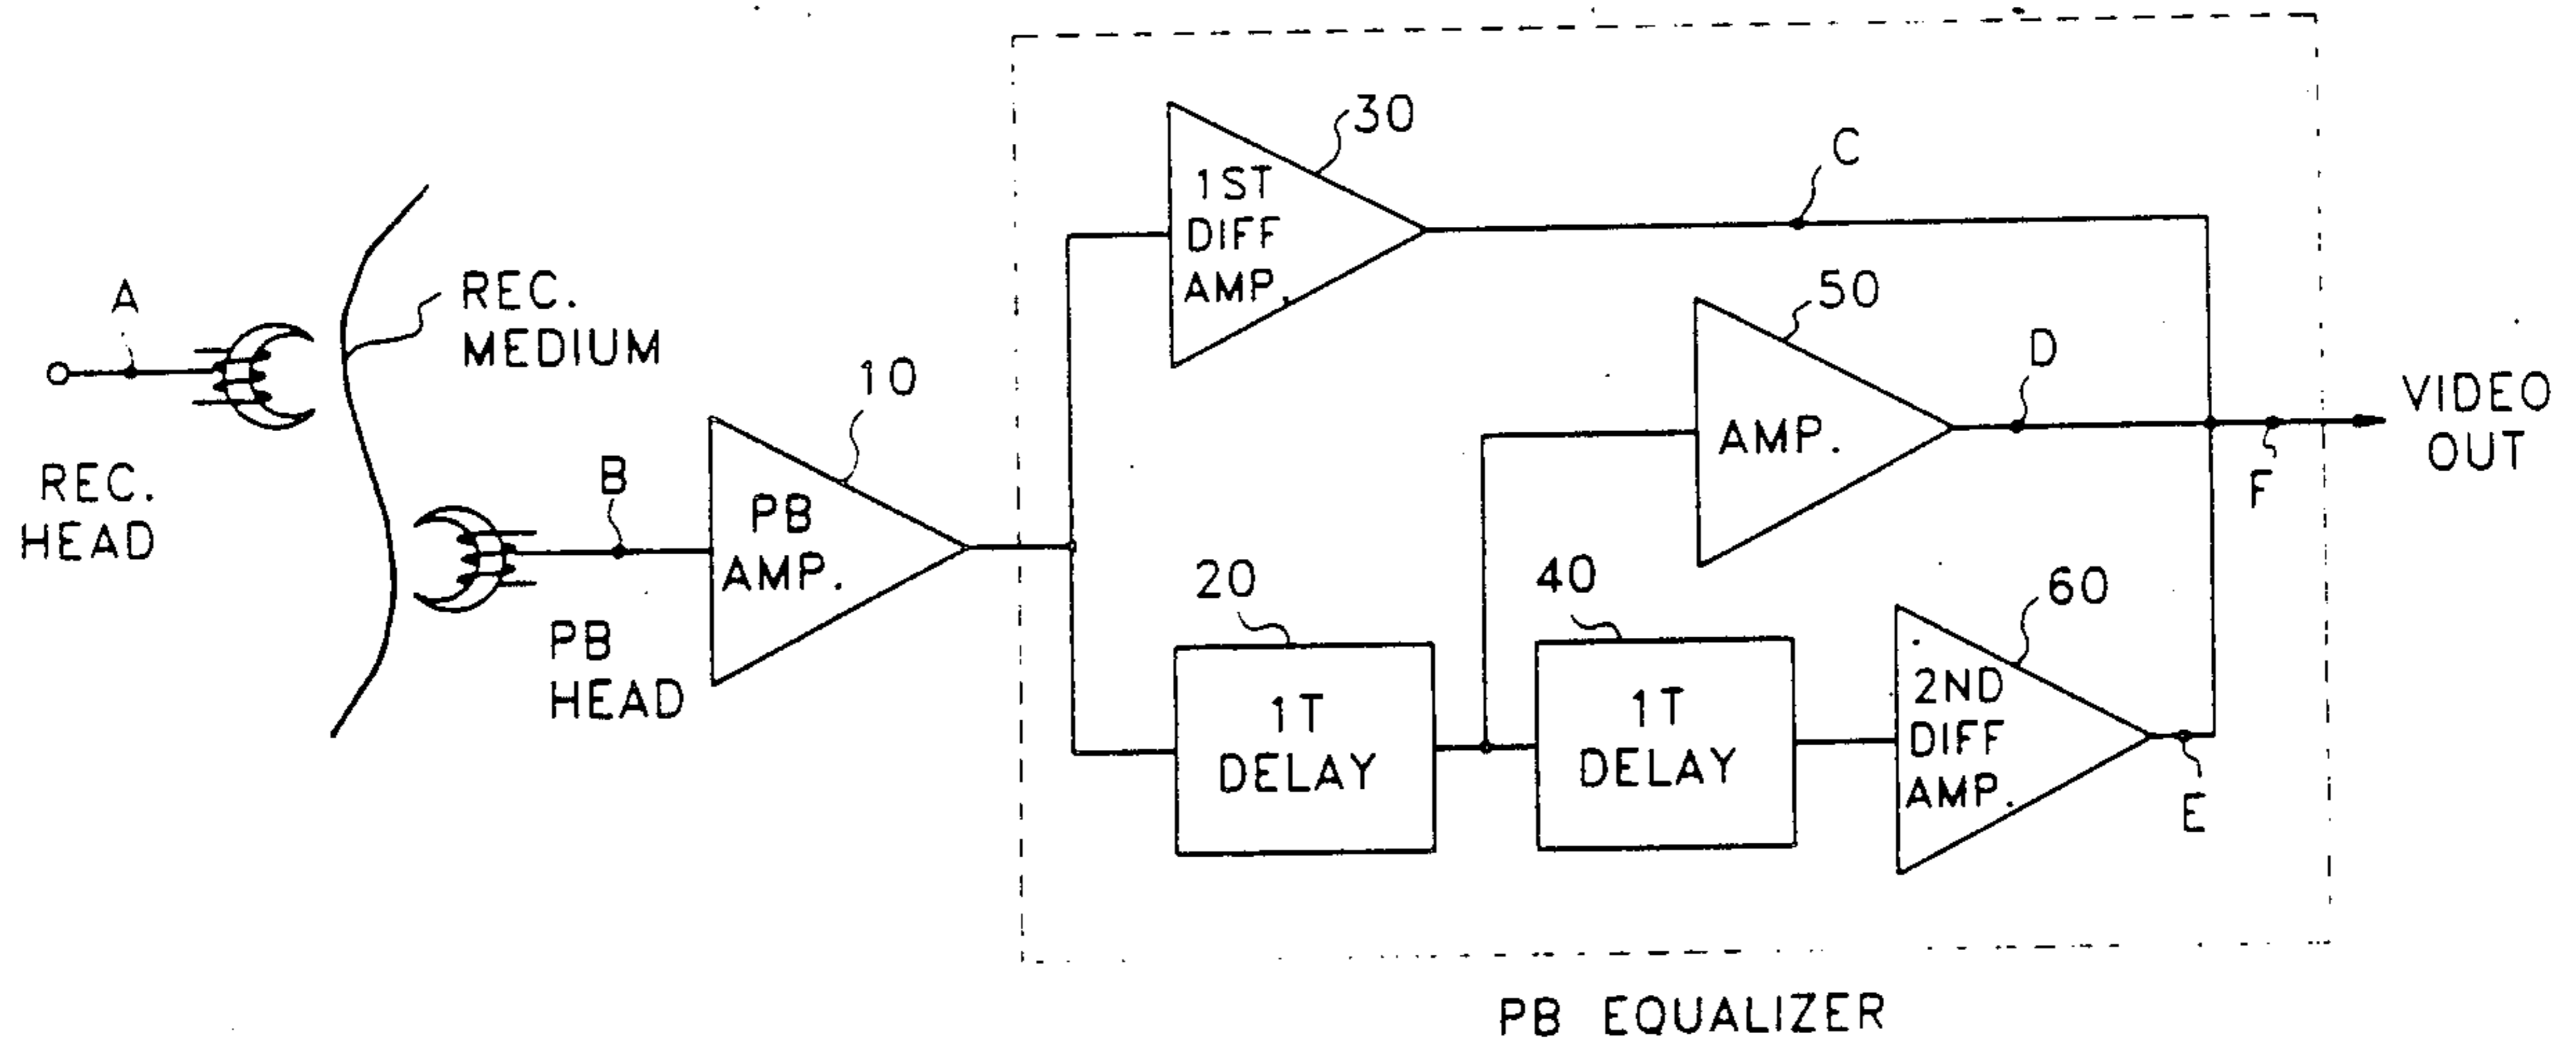 A
REC.
HEAD
REC.
MEDIUM
B
PB
HEAD
10
PB
AMP.
30
1ST
DIFF
AMP.
C
50
AMP.
D
20
1T
DELAY
40
1T
DELAY
60
2ND
DIFF
AMP.
E
F
VIDEO
OUT
PB EQUALIZER